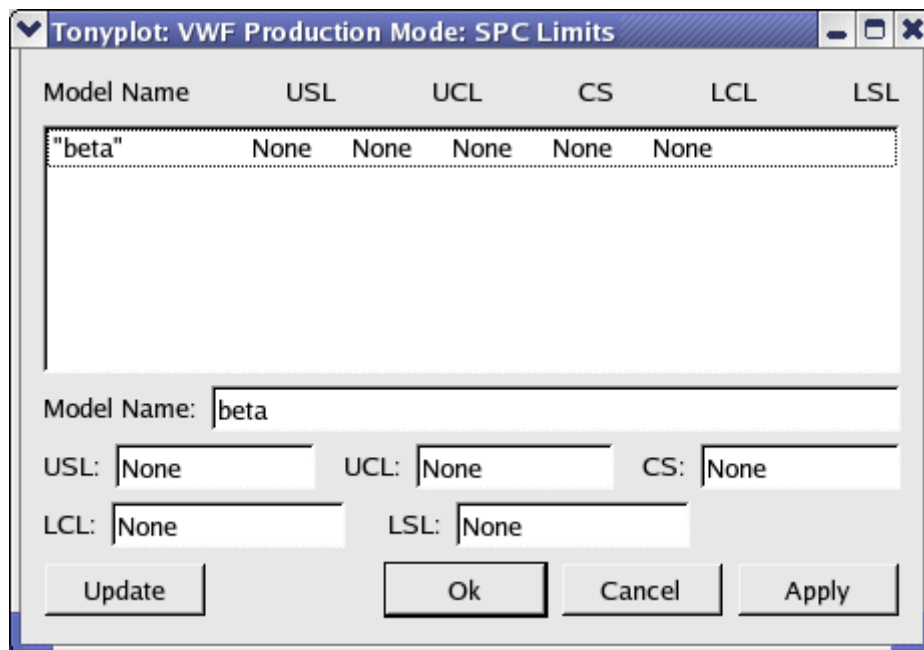 Tonyplot: VWF Production Mode: SPC Limits
Model Name USL UCL CS LCL LSL
"beta" None None None None None
Model Name: beta
USL: None UCL: None CS: None
LCL: None LSL: None
Update Ok Cancel Apply